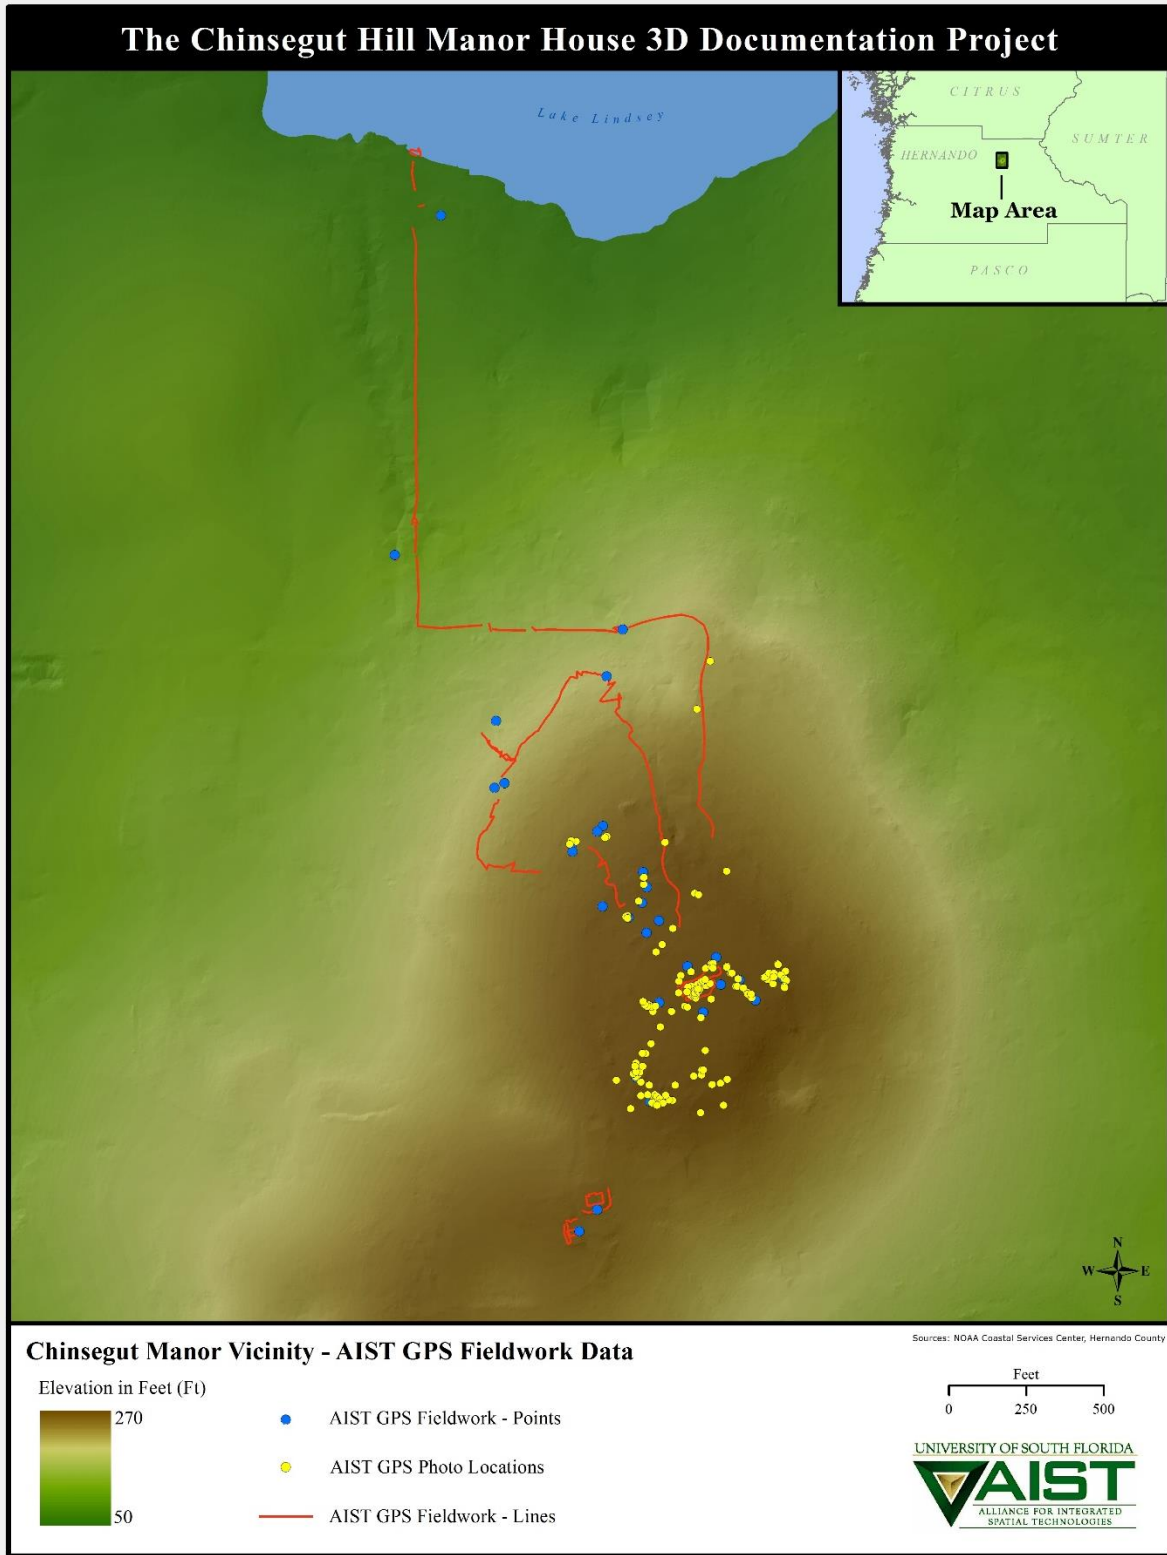 The Chinsegut Hill Manor House 3D Documentation Project
Lake Lindsey
CITRUS
SUMTER
HERNANDO
Map Area
PASCO
N
W E
S
Chinsegut Manor Vicinity - AIST GPS Fieldwork Data
Sources: NOAA Coastal Services Center, Hernando County
Elevation in Feet (Ft)
270
50
AIST GPS Fieldwork - Points
AIST GPS Photo Locations
AIST GPS Fieldwork - Lines
Feet
0 250 500
UNIVERSITY OF SOUTH FLORIDA
AIST
ALLIANCE FOR INTEGRATED
SPATIAL TECHNOLOGIES